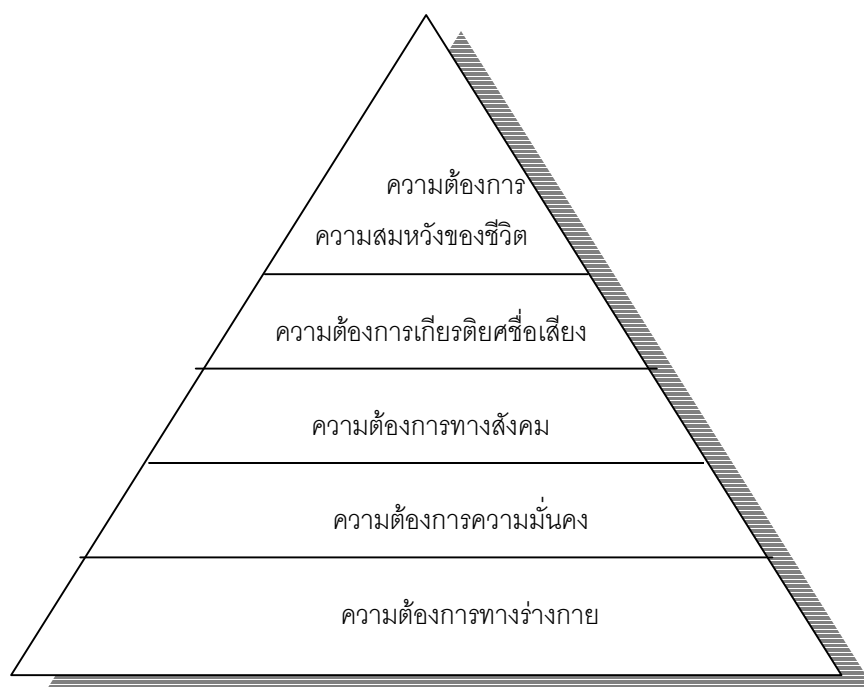 ความต้องการ
ความสมหวังของชีวิต
ความต้องการเกียรติยศชื่อเสียง
ความต้องการทางสังคม
ความต้องการความมั่นคง
ความต้องการทางร่างกาย